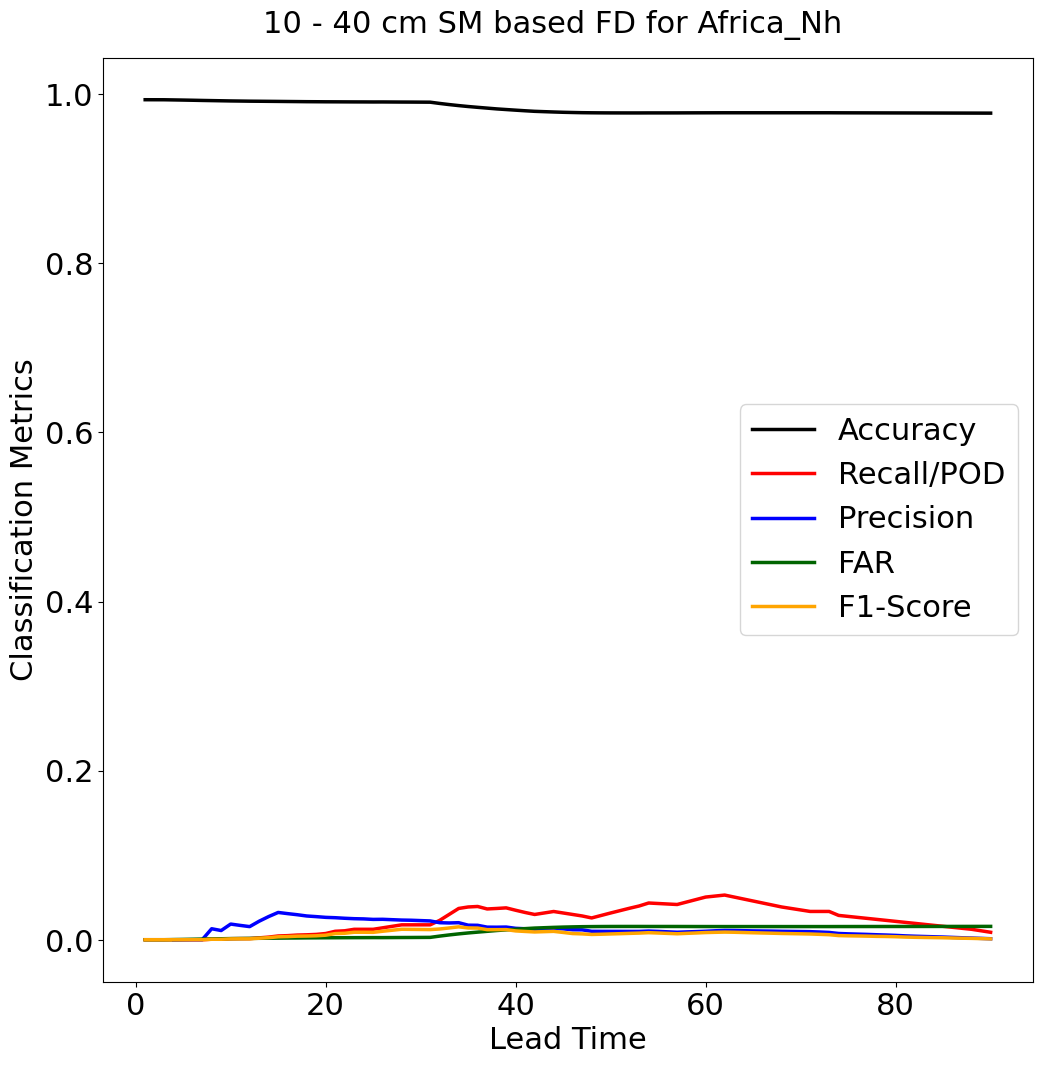 10 - 40 cm SM based FD for Africa_Nh
1.0
0.8
0.6
0.4
0.2
0.0
Classification Metrics
Accuracy
Recall/POD
Precision
FAR
F1-Score
0 20 40 60 80
Lead Time